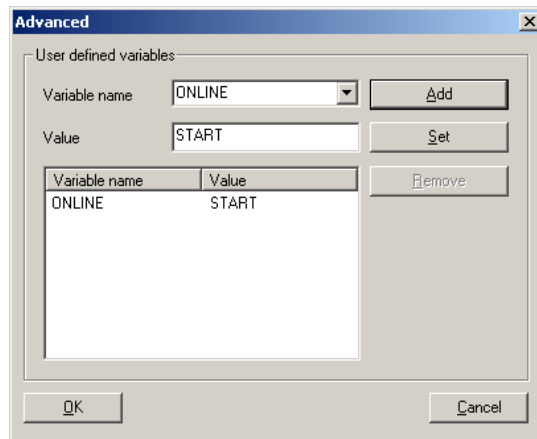 Advanced
User defined variables
Variable name ONLINE Add
Value START Set
Variable name Value Remove
ONLINE START
OK Cancel